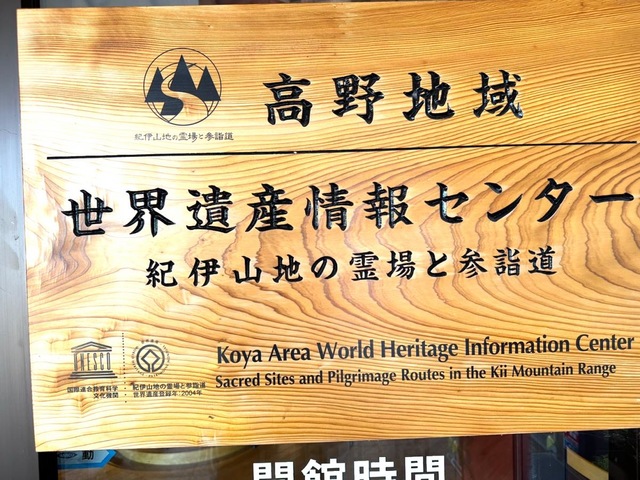 高野地域
紀伊山地の霊場と参詣道
世界遺産情報センター
紀伊山地の霊場と参詣道
UNESCO
国際連合教育科学
文化機関
紀伊山地の霊場と参詣道
世界遺産登録年:2004年
Koya Area World Heritage Information Center
Sacred Sites and Pilgrimage Routes in the Kii Mountain Range
動
開館時間